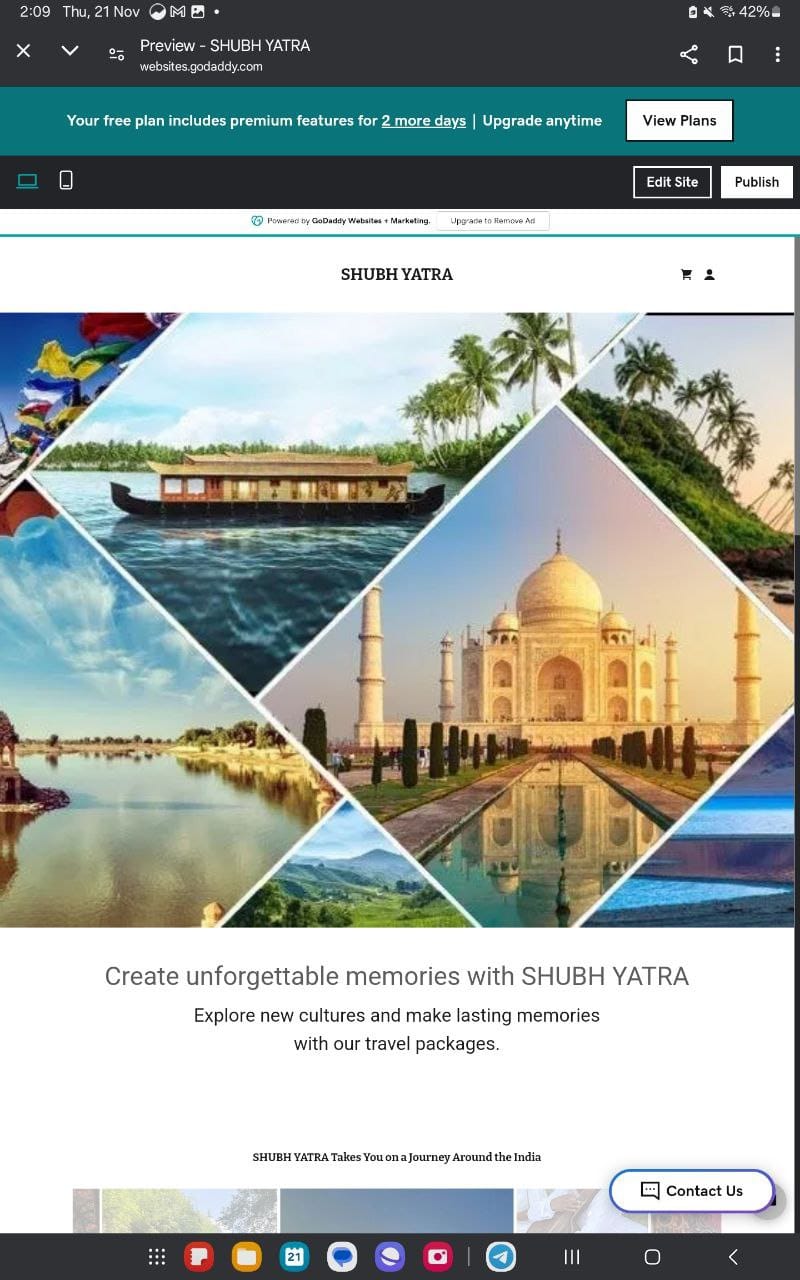 2:09 Thu, 21 Nov
42%
Preview - SHUBH YATRA
websites.godaddy.com
Your free plan includes premium features for 2 more days | Upgrade anytime
View Plans
Edit Site
Publish
Powered by GoDaddy Websites + Marketing.
Upgrade to Remove Ad
SHUBH YATRA
Create unforgettable memories with SHUBH YATRA
Explore new cultures and make lasting memories
with our travel packages.
SHUBH YATRA Takes You on a Journey Around the India
Contact Us
21